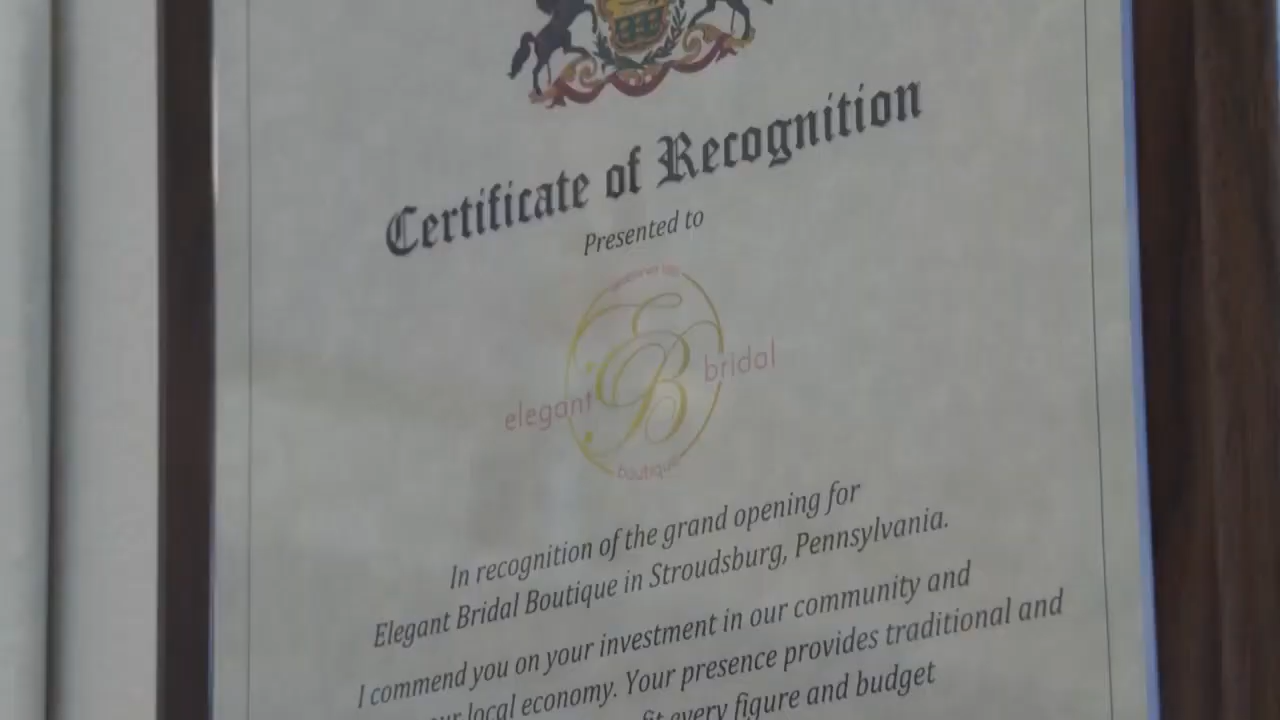 Certificate of Recognition
Presented to
elegant EB bridal
boutique
In recognition of the grand opening for
Elegant Bridal Boutique in Stroudsburg, Pennsylvania.
I commend you on your investment in our community and
local economy. Your presence provides traditional and
every figure and budget